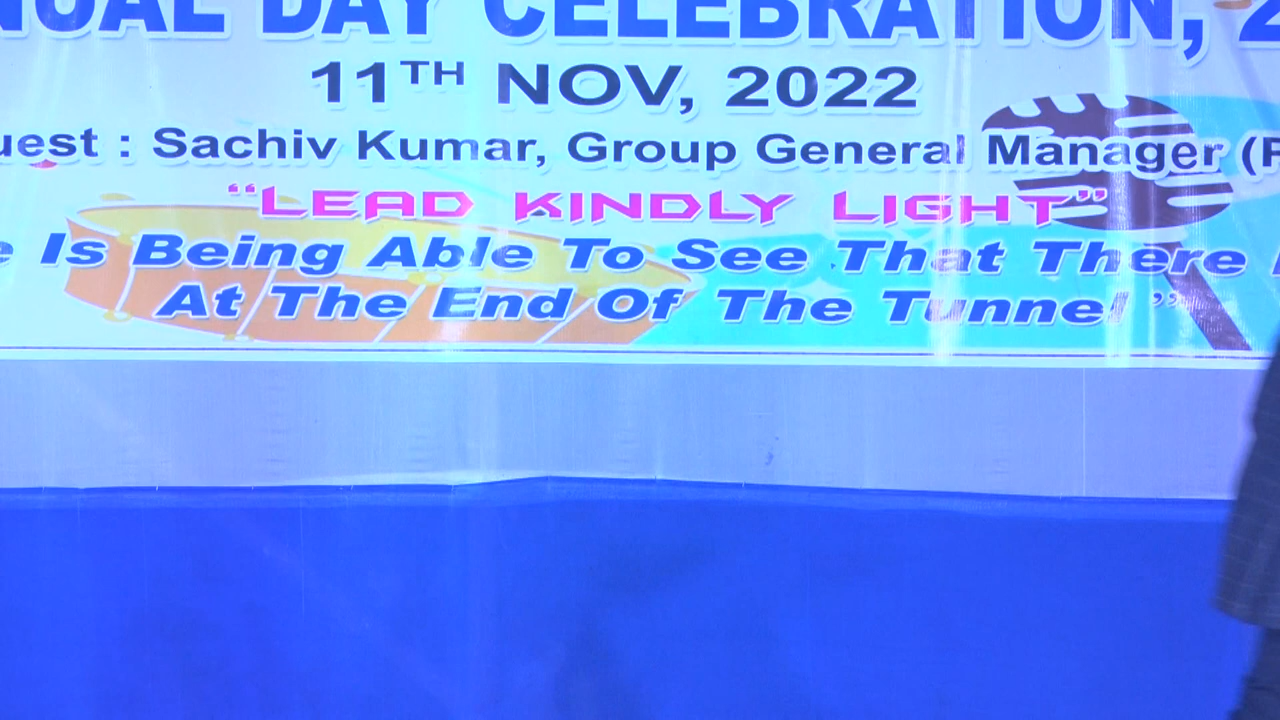 NUAL DAY CELEBRATION, 2
11TH NOV, 2022
uest : Sachiv Kumar, Group General Manager (P
“LEAD KINDLY LIGHT”
e Is Being Able To See That There
At The End Of The Tunnel ”